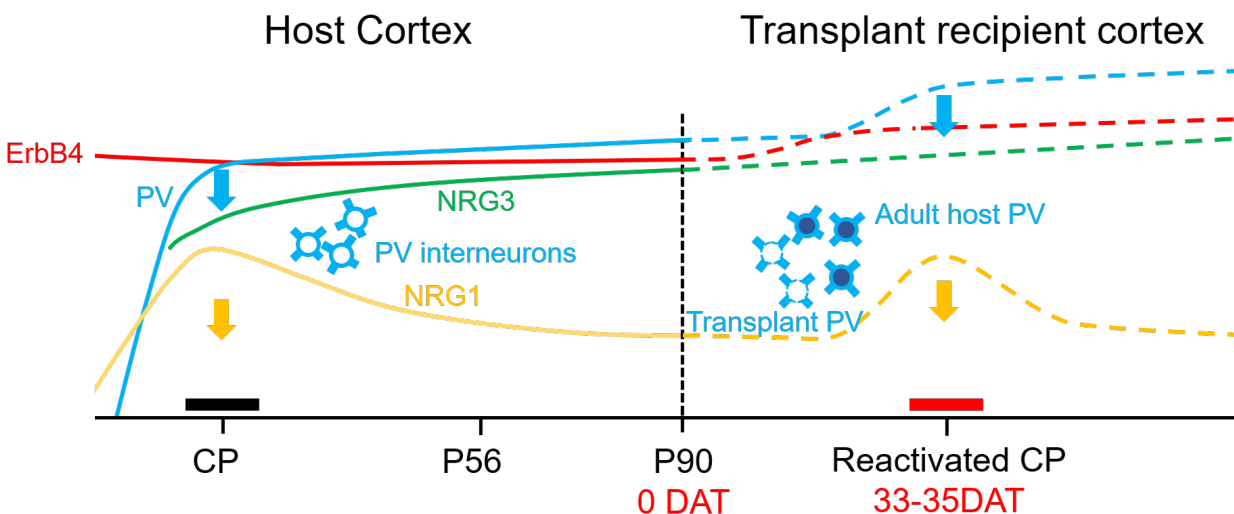 Host Cortex
Transplant recipient cortex
ErbB4
PV
NRG3
Adult host PV
PV interneurons
NRG1
Transplant PV
CP
P56
P90
Reactivated CP
0 DAT
33-35DAT